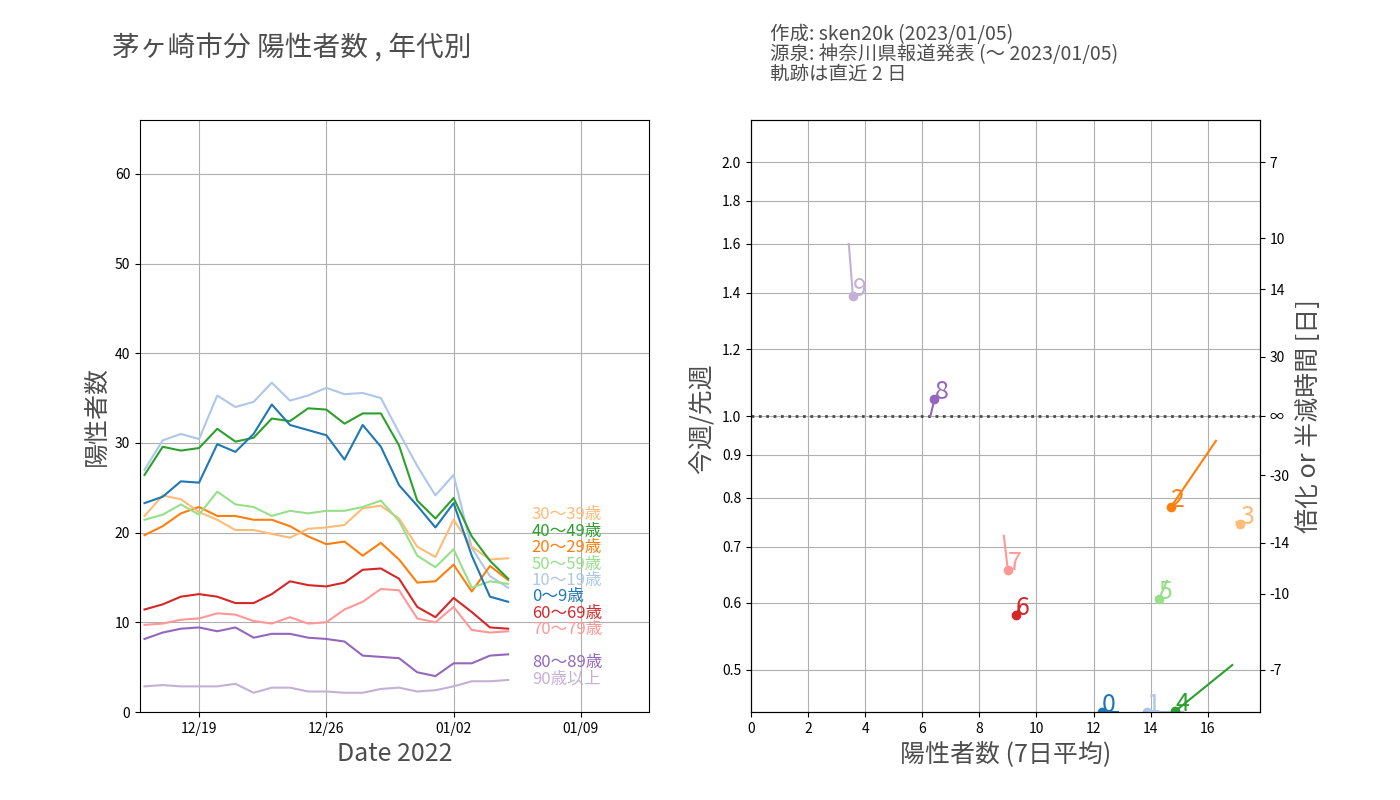 茅ヶ崎市分 陽性者数 , 年代別
作成: sken20k (2023/01/05)
源泉: 神奈川県報道発表 (〜 2023/01/05)
軌跡は直近 2 日
陽性者数
60
50
40
30
20
10
0
12/19
12/26
01/02
01/09
Date 2022
30〜39歳
40〜49歳
20〜29歳
50〜59歳
10〜19歳
0〜9歳
60〜69歳
70〜79歳
80〜89歳
90歳以上
今週/先週
2.0
1.8
1.6
1.4
1.2
1.0
0.9
0.8
0.7
0.6
0.5
9
8
2
3
7
5
6
0
1
4
0
2
4
6
8
10
12
14
16
陽性者数 (7日平均)
7
10
14
30
∞
-30
-14
-10
-7
倍化 or 半減時間 [日]